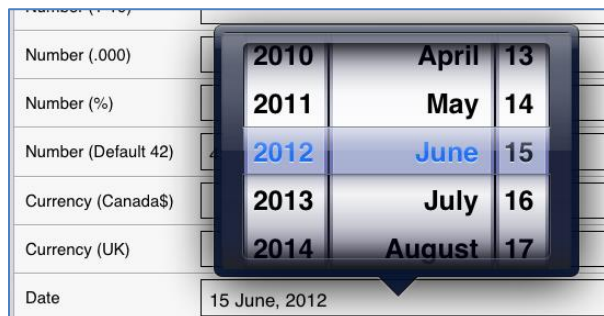 Number (.000)
2010 April 13
Number (%)
2011 May 14
Number (Default 42)
2012 June 15
Currency (Canada$)
2013 July 16
Currency (UK)
2014 August 17
Date
15 June, 2012